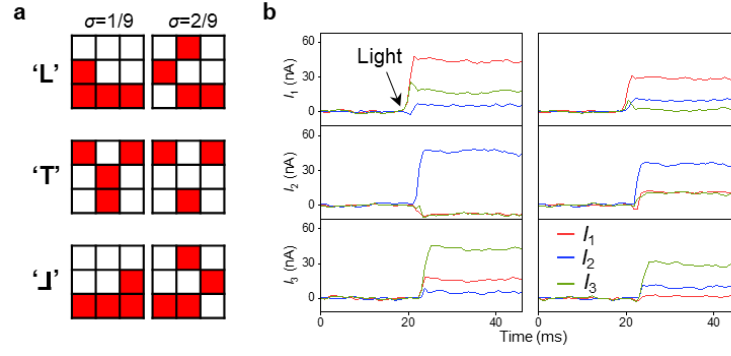 a
σ=1/9 σ=2/9
'L'
'T'
'⅃'
b
Light
I₁ (nA)
60
30
0
I₂ (nA)
60
30
0
I₃ (nA)
60
30
0
I₁
I₂
I₃
0 20 40 0 20 40
Time (ms)